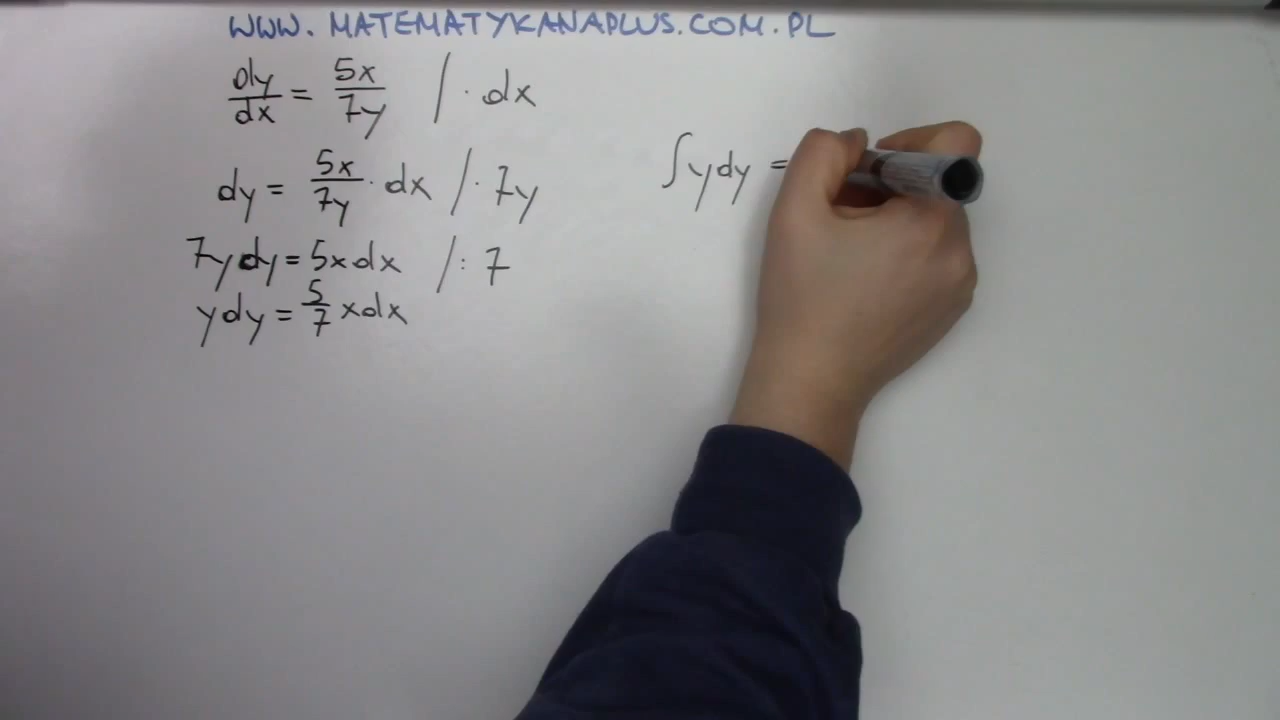 WWW.MATEMATYKANAPLUS.COM.PL
dy/dx = 5x/7y /· dx
dy = 5x/7y · dx /· 7y
7ydy = 5xdx /: 7
ydy = 5/7 xdx
∫ydy =